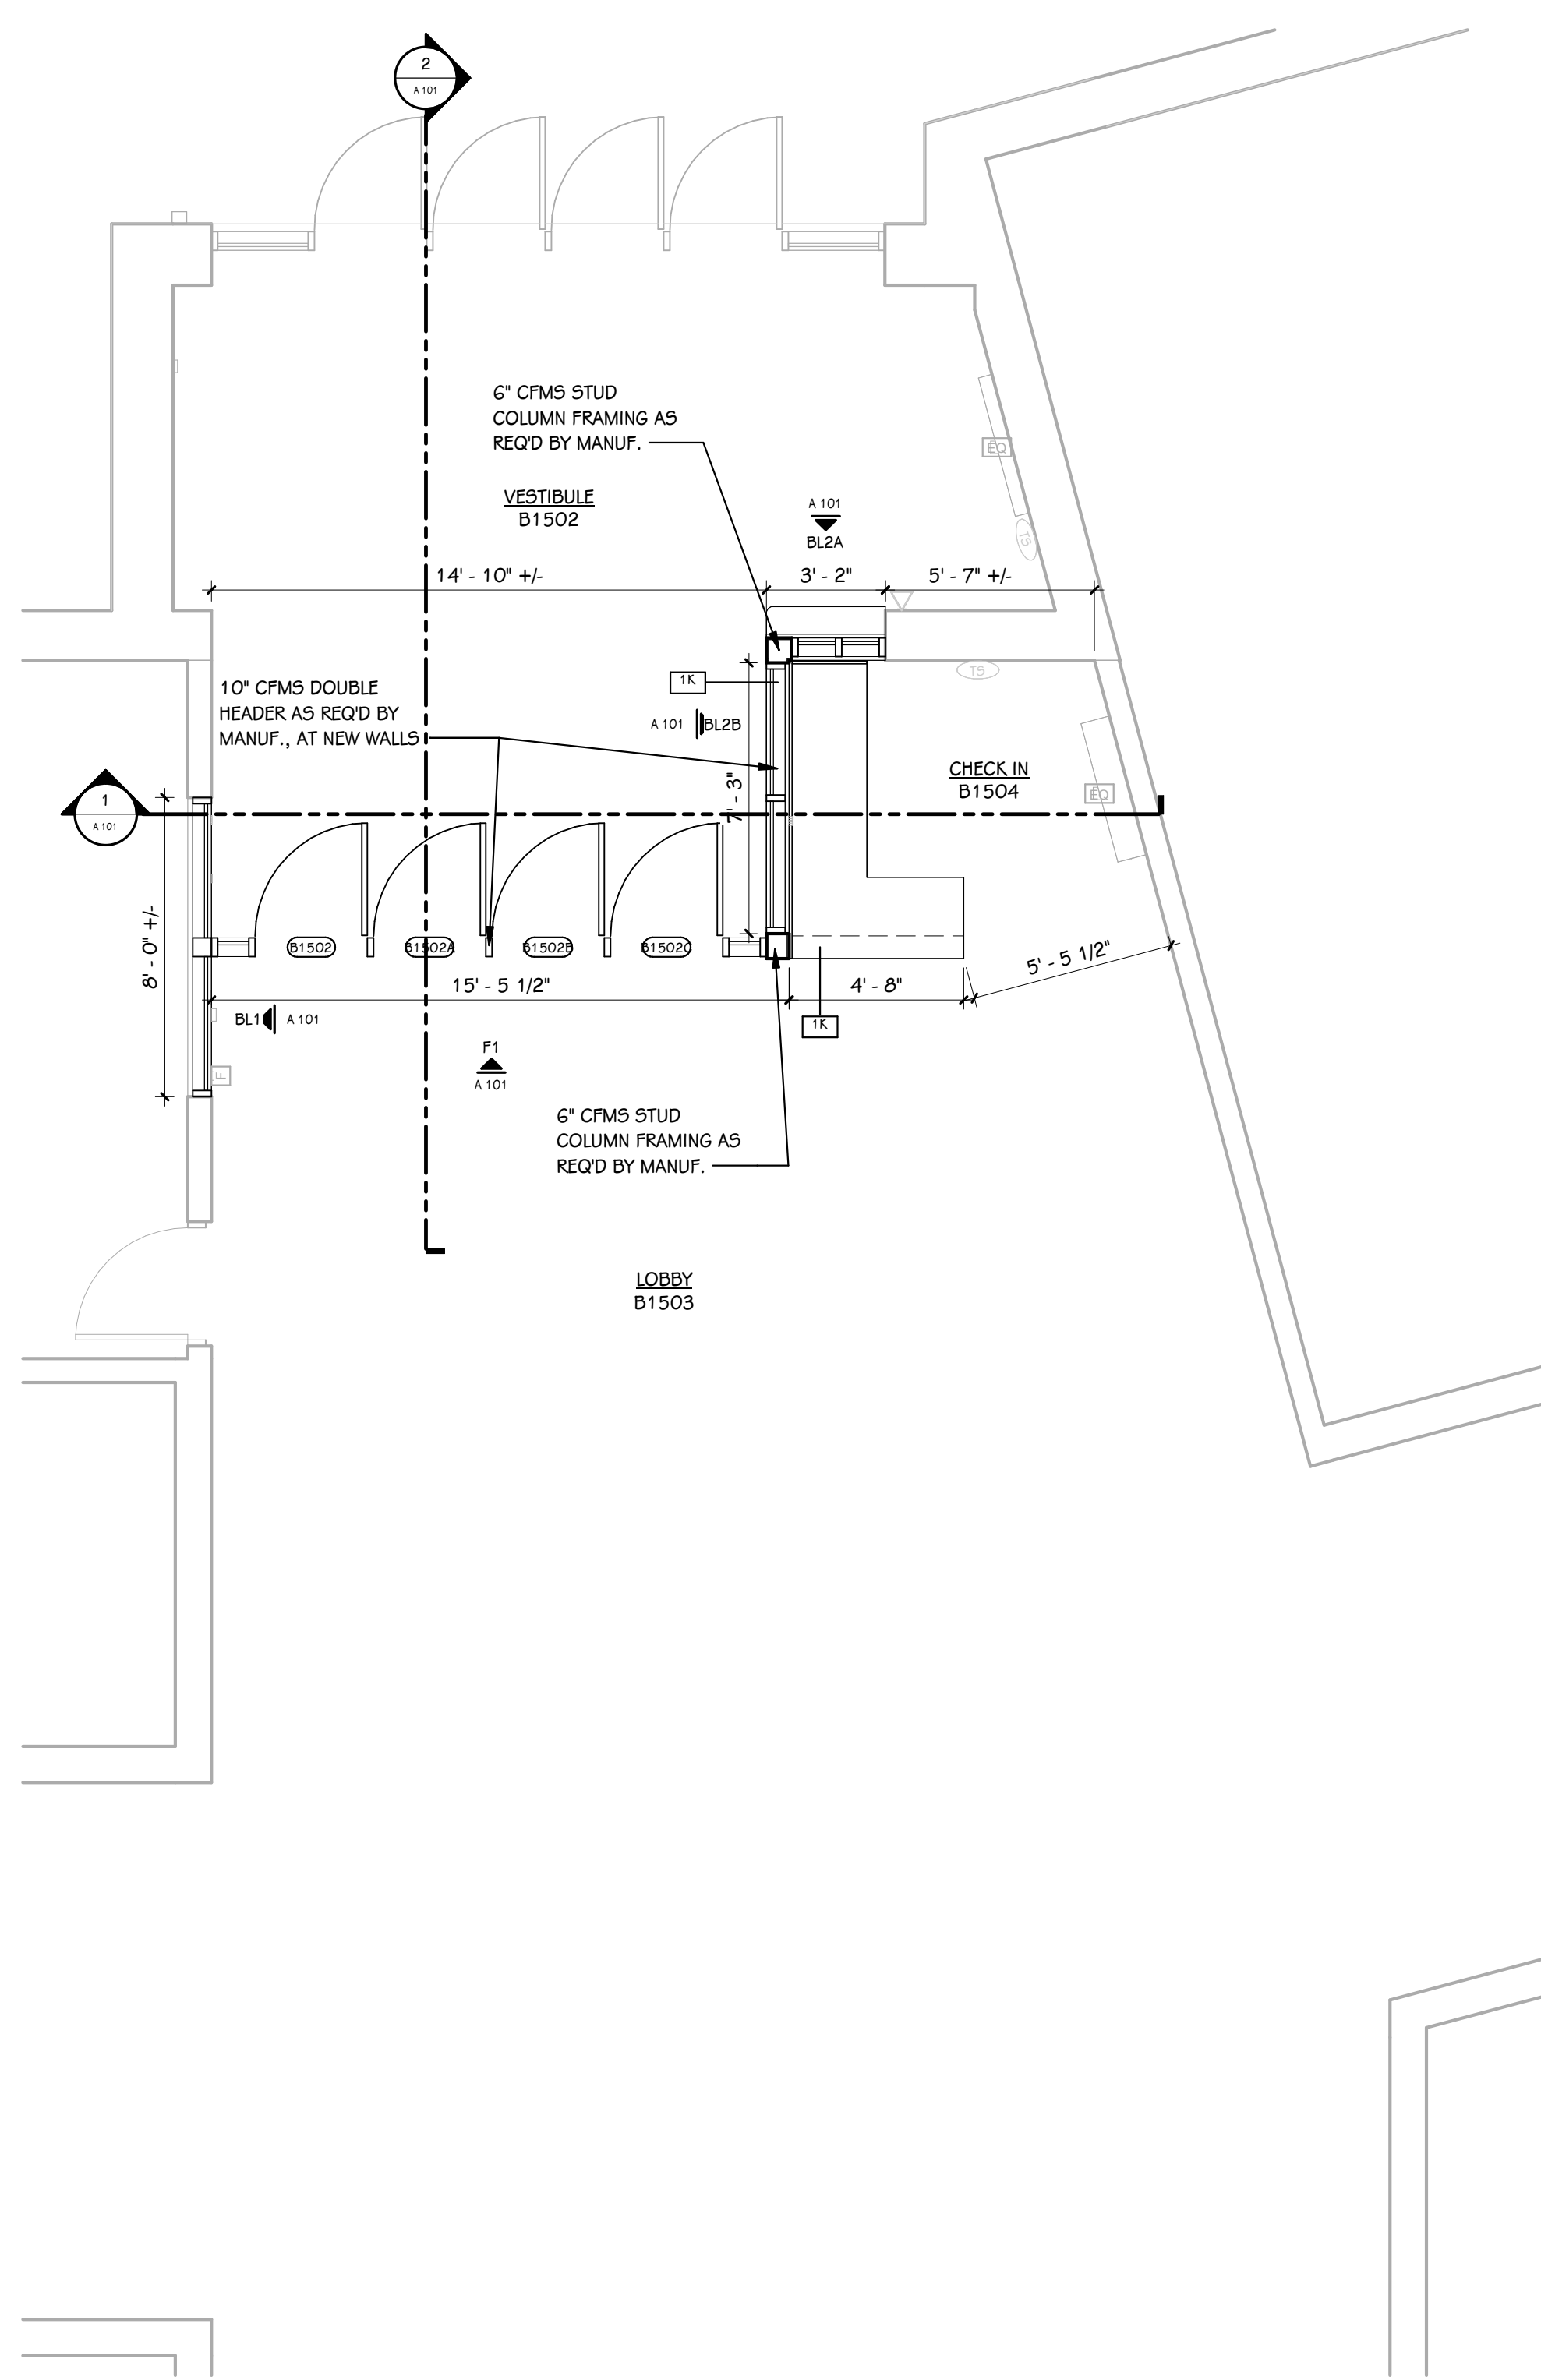 2
A 101
6" CFMS STUD
COLUMN FRAMING AS
REQ'D BY MANUF.
EQ
VESTIBULE
B1502
A 101
BL2A
TS
14' - 10" +/-
3' - 2"
5' - 7" +/-
TS
1K
10" CFMS DOUBLE
HEADER AS REQ'D BY
MANUF., AT NEW WALLS
A 101
BL2B
CHECK IN
B1504
7' - 3"
EQ
1
A 101
8' - 0" +/-
B1502
B1502A
B1502B
B1502C
5' - 5 1/2"
15' - 5 1/2"
4' - 8"
BL1
A 101
1K
F1
A 101
F
6" CFMS STUD
COLUMN FRAMING AS
REQ'D BY MANUF.
LOBBY
B1503